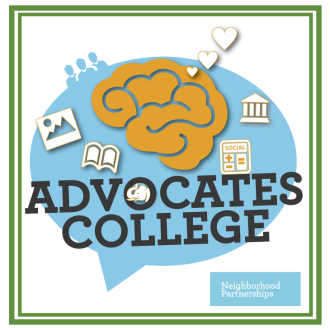 SOCIAL
ADVOCATES
COLLEGE
Neighborhood
Partnerships